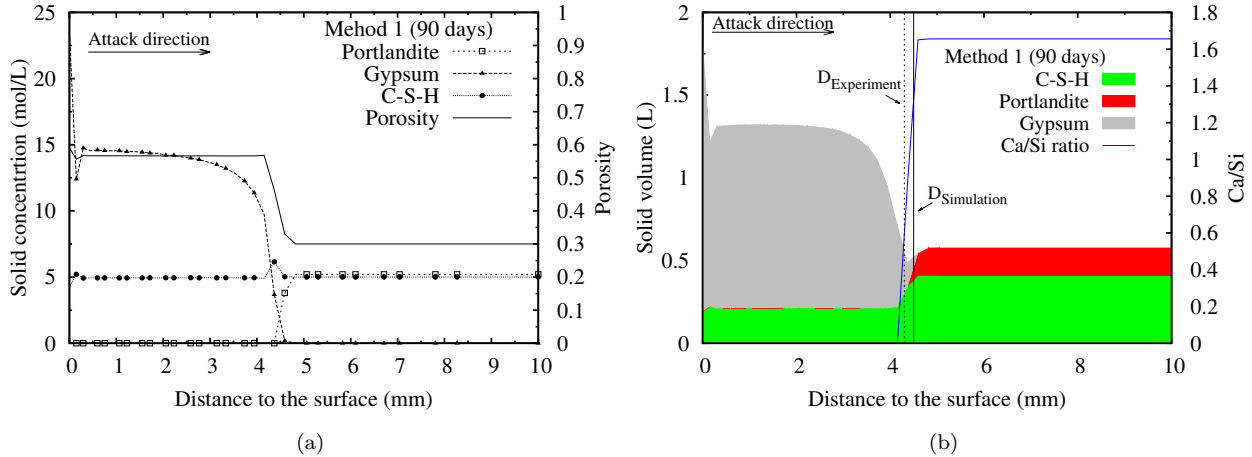 Solid concentrtion (mol/L)
25
20
15
10
5
0
Attack direction
Mehod 1 (90 days)
Portlandite
Gypsum
C-S-H
Porosity
1
0.9
0.8
0.7
0.6
0.5
0.4
0.3
0.2
0.1
0
Porosity
0 1 2 3 4 5 6 7 8 9 10
Distance to the surface (mm)
(a)
Solid volume (L)
2
1.5
1
0.5
0
Attack direction
Method 1 (90 days)
C-S-H
Portlandite
Gypsum
Ca/Si ratio
DExperiment
DSimulation
1.8
1.6
1.4
1.2
1
0.8
0.6
0.4
0.2
0
Ca/Si
0 2 4 6 8 10
Distance to the surface (mm)
(b)